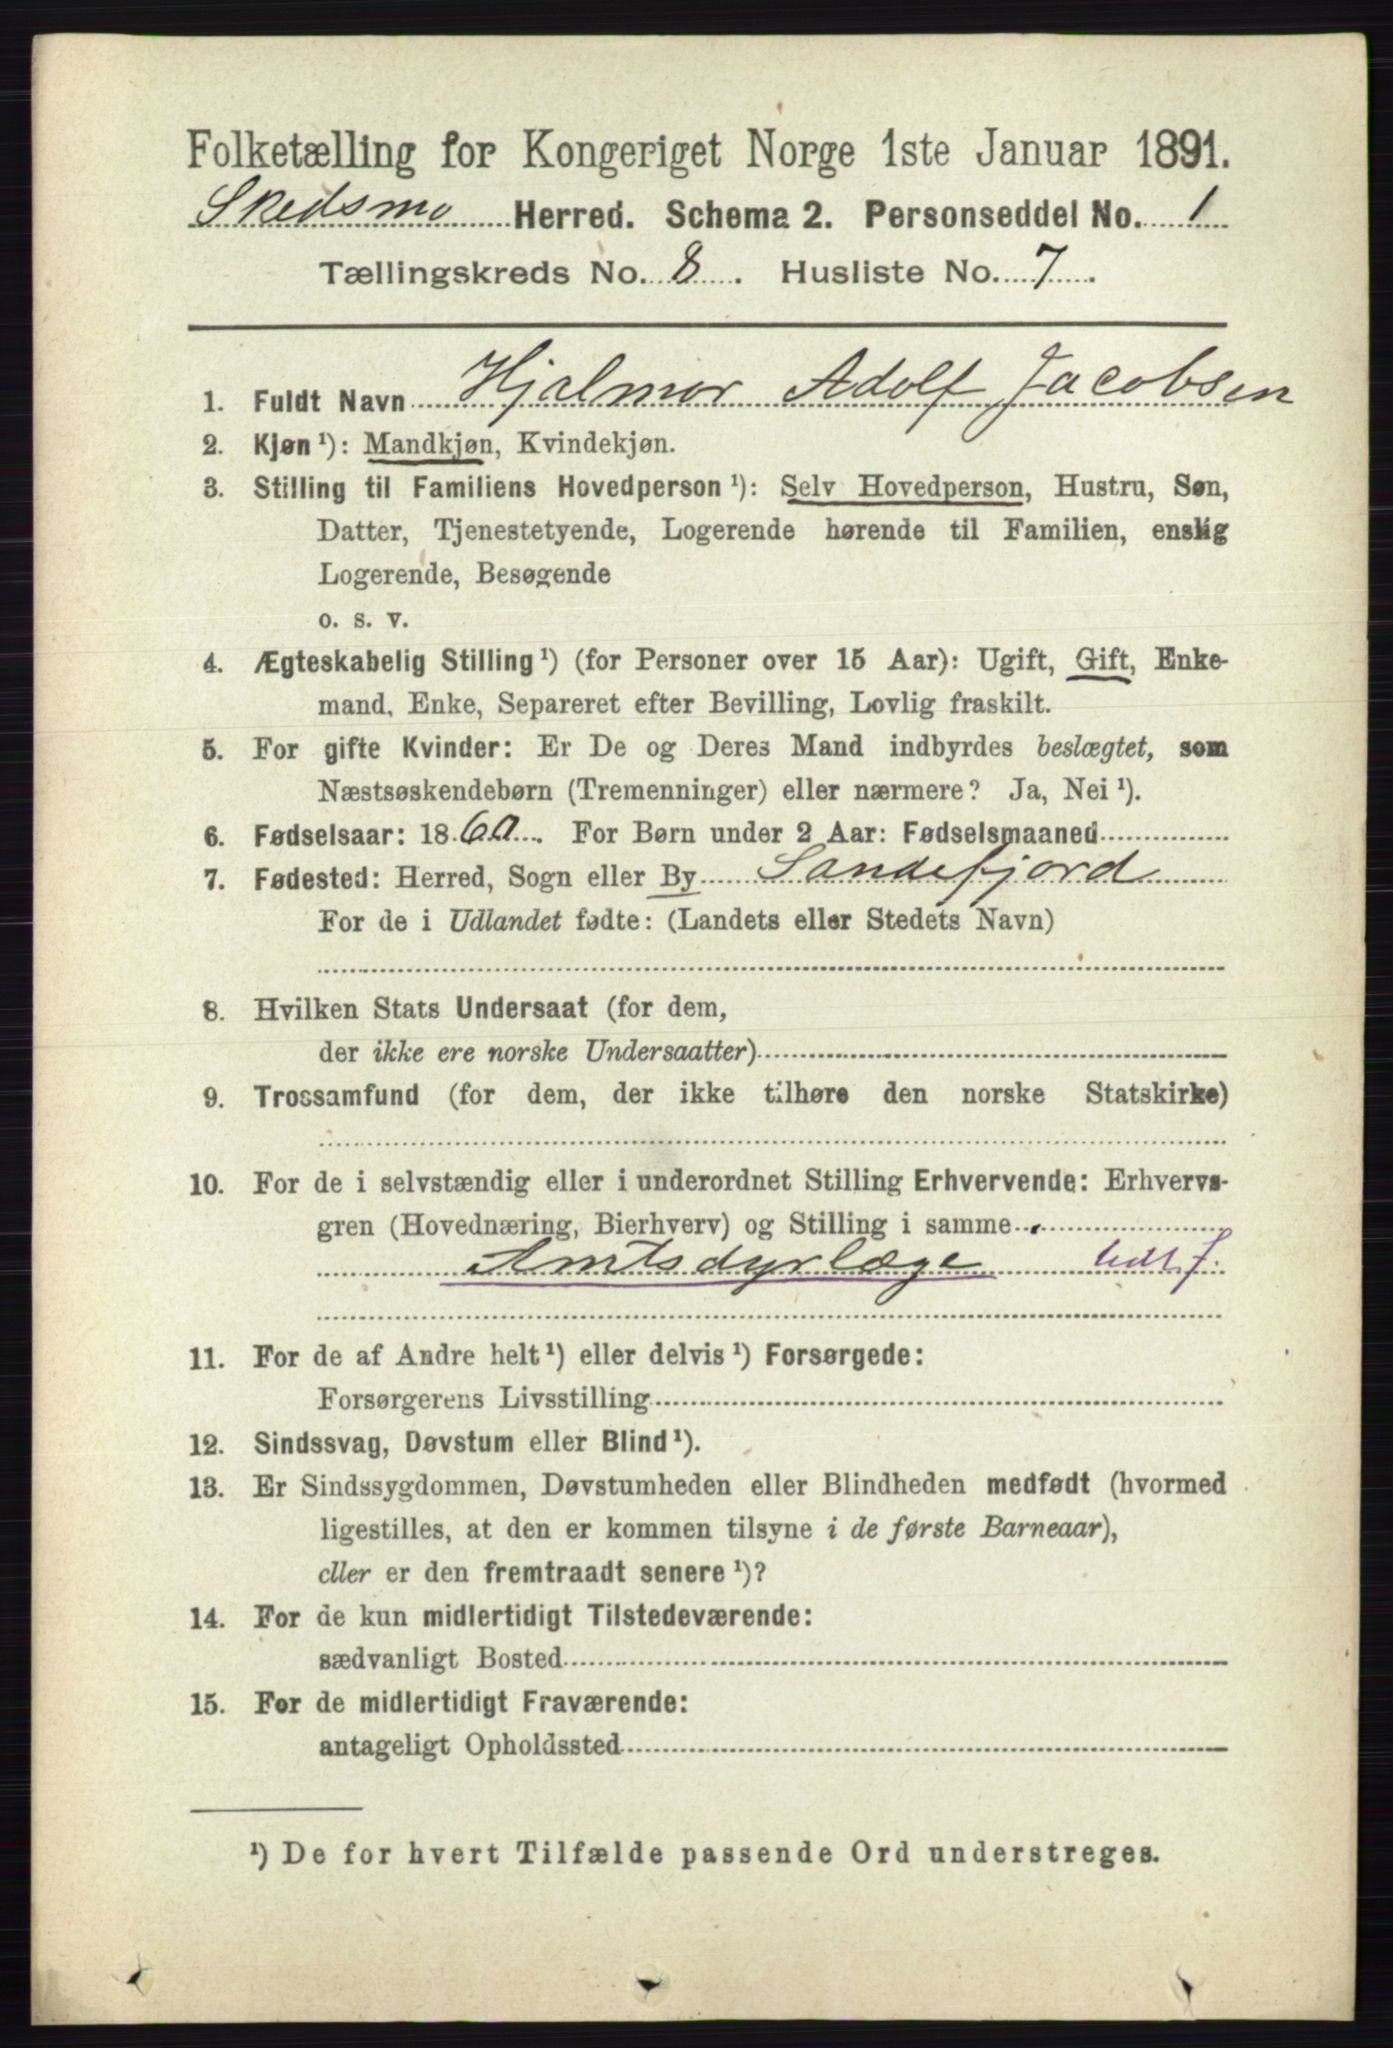 Folketælling for Kongeriget Norge 1ste Januar 1891.
Skedsmo Herred. Schema 2. Personseddel No. 1
Tællingskreds No. 8. Husliste No. 7.
1. Fuldt Navn Hjalmar Adolf Jacobsen
2. Kjøn ¹): Mandkjøn, Kvindekjøn.
3. Stilling til Familiens Hovedperson ¹): Selv Hovedperson, Hustru, Søn,
Datter, Tjenestetyende, Logerende hørende til Familien, enslig
Logerende, Besøgende
o. s. v.
4. Ægteskabelig Stilling ¹) (for Personer over 15 Aar): Ugift, Gift, Enke-
mand, Enke, Separeret efter Bevilling, Lovlig fraskilt.
5. For gifte Kvinder: Er De og Deres Mand indbyrdes beslægtet, som
Næstsøskendebørn (Tremenninger) eller nærmere? Ja, Nei ¹).
6. Fødselsaar: 1860. For Børn under 2 Aar: Fødselsmaaned
7. Fødested: Herred, Sogn eller By Sandefjord
For de i Udlandet fødte: (Landets eller Stedets Navn)
8. Hvilken Stats Undersaat (for dem,
der ikke ere norske Undersaatter)
9. Trossamfund (for dem, der ikke tilhøre den norske Statskirke)
10. For de i selvstændig eller i underordnet Stilling Erhvervende: Erhvervs-
gren (Hovednæring, Bierhverv) og Stilling i samme
Amtsdyrlæge
11. For de af Andre helt ¹) eller delvis ¹) Forsørgede:
Forsørgerens Livsstilling
12. Sindssvag, Døvstum eller Blind ¹).
13. Er Sindssygdommen, Døvstumheden eller Blindheden medfødt (hvormed
ligestilles, at den er kommen tilsyne i de første Barneaar),
eller er den fremtraadt senere ¹)?
14. For de kun midlertidigt Tilstedeværende:
sædvanligt Bosted
15. For de midlertidigt Fraværende:
antageligt Opholdssted
¹) De for hvert Tilfælde passende Ord understreges.